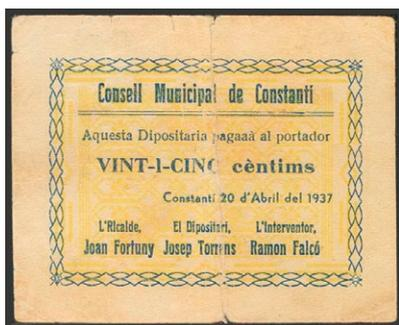 Consell Municipal de Constanti
Aquesta Dipositaria pagaà al portador
VINT-I-CINC cèntims
Constantí 20 d'Abril del 1937
L'Alcalde, El Dipositari, L'Interventor,
Joan Fortuny Josep Torrens Ramon Falcó